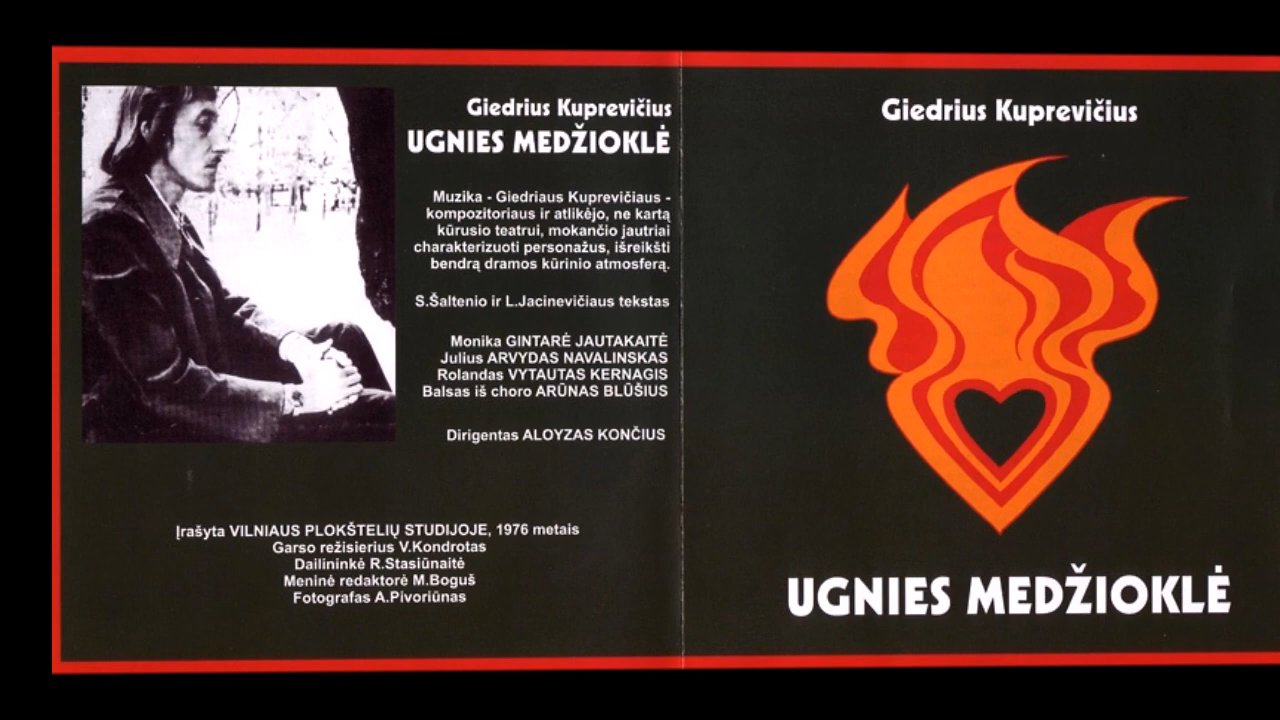 Giedrius Kuprevičius
UGNIES MEDŽIOKLĖ
Muzika - Giedriaus Kuprevičiaus -
kompozitoriaus ir atlikėjo, ne kartą
kūrusio teatrui, mokančio jautriai
charakterizuoti personažus, išreikšti
bendrą dramos kūrinio atmosferą.
S.Šaltenio ir L.Jacinevičiaus tekstas
Monika GINTARĖ JAUTAKAITĖ
Julius ARVYDAS NAVALINSKAS
Rolandas VYTAUTAS KERNAGIS
Balsas iš choro ARŪNAS BLŪŠIUS
Dirigentas ALOYZAS KONČIUS
Įrašyta VILNIAUS PLOKŠTELIŲ STUDIJOJE, 1976 metais
Garso režisierius V.Kondrotas
Dailininkė R.Stasiūnaitė
Meninė redaktorė M.Boguš
Fotografas A.Pivoriūnas
Giedrius Kuprevičius
UGNIES MEDŽIOKLĖ